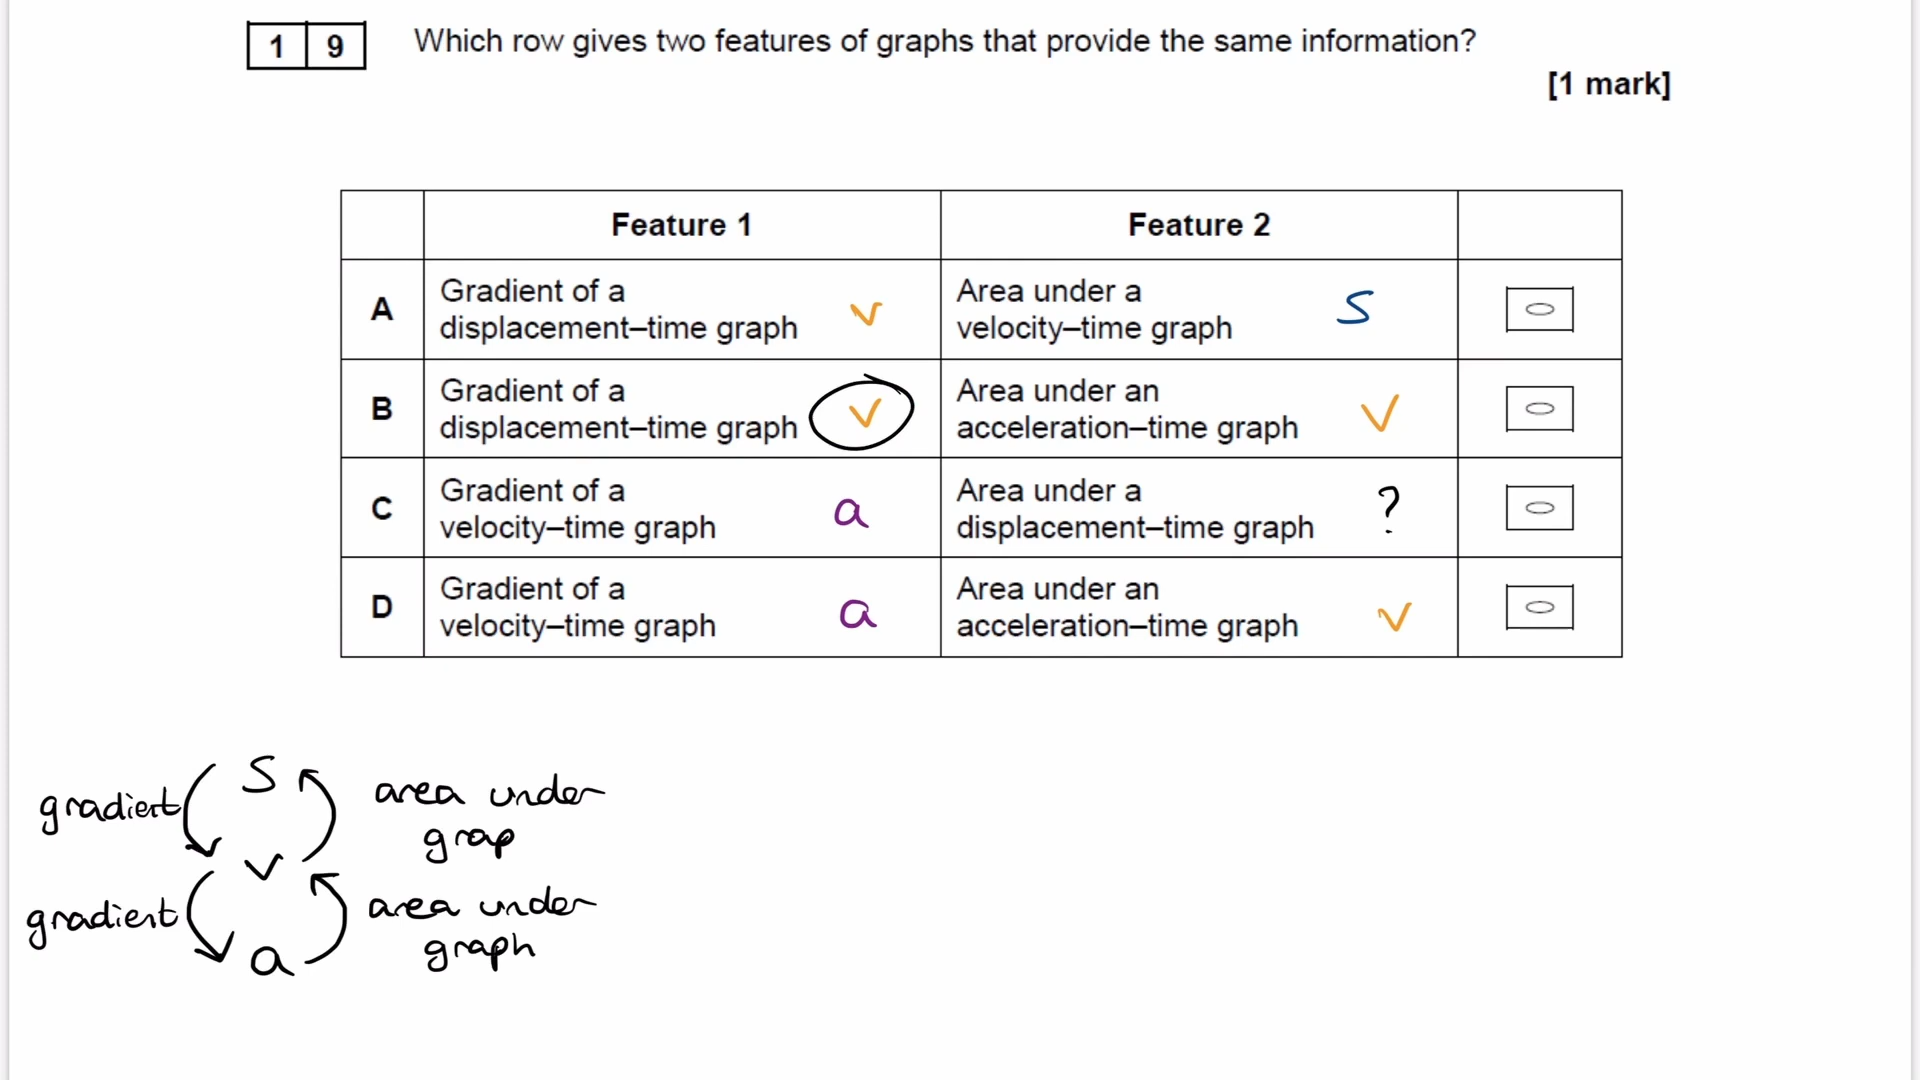 1 9 Which row gives two features of graphs that provide the same information?
[1 mark]
Feature 1 Feature 2
A Gradient of a displacement–time graph v Area under a velocity–time graph s
B Gradient of a displacement–time graph v Area under an acceleration–time graph v
C Gradient of a velocity–time graph a Area under a displacement–time graph ?
D Gradient of a velocity–time graph a Area under an acceleration–time graph v
s
gradient area under
grap
v
gradient area under
graph
a